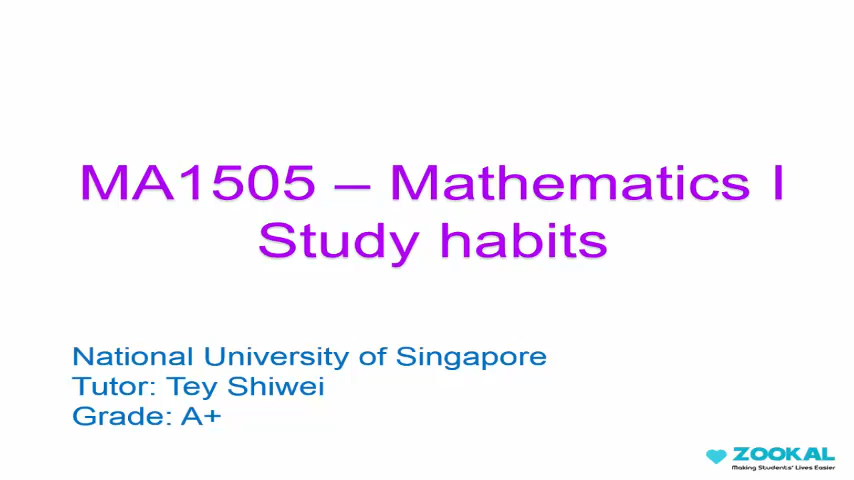 MA1505 – Mathematics I
Study habits
National University of Singapore
Tutor: Tey Shiwei
Grade: A+
ZOOKAL
Making Students' Lives Easier